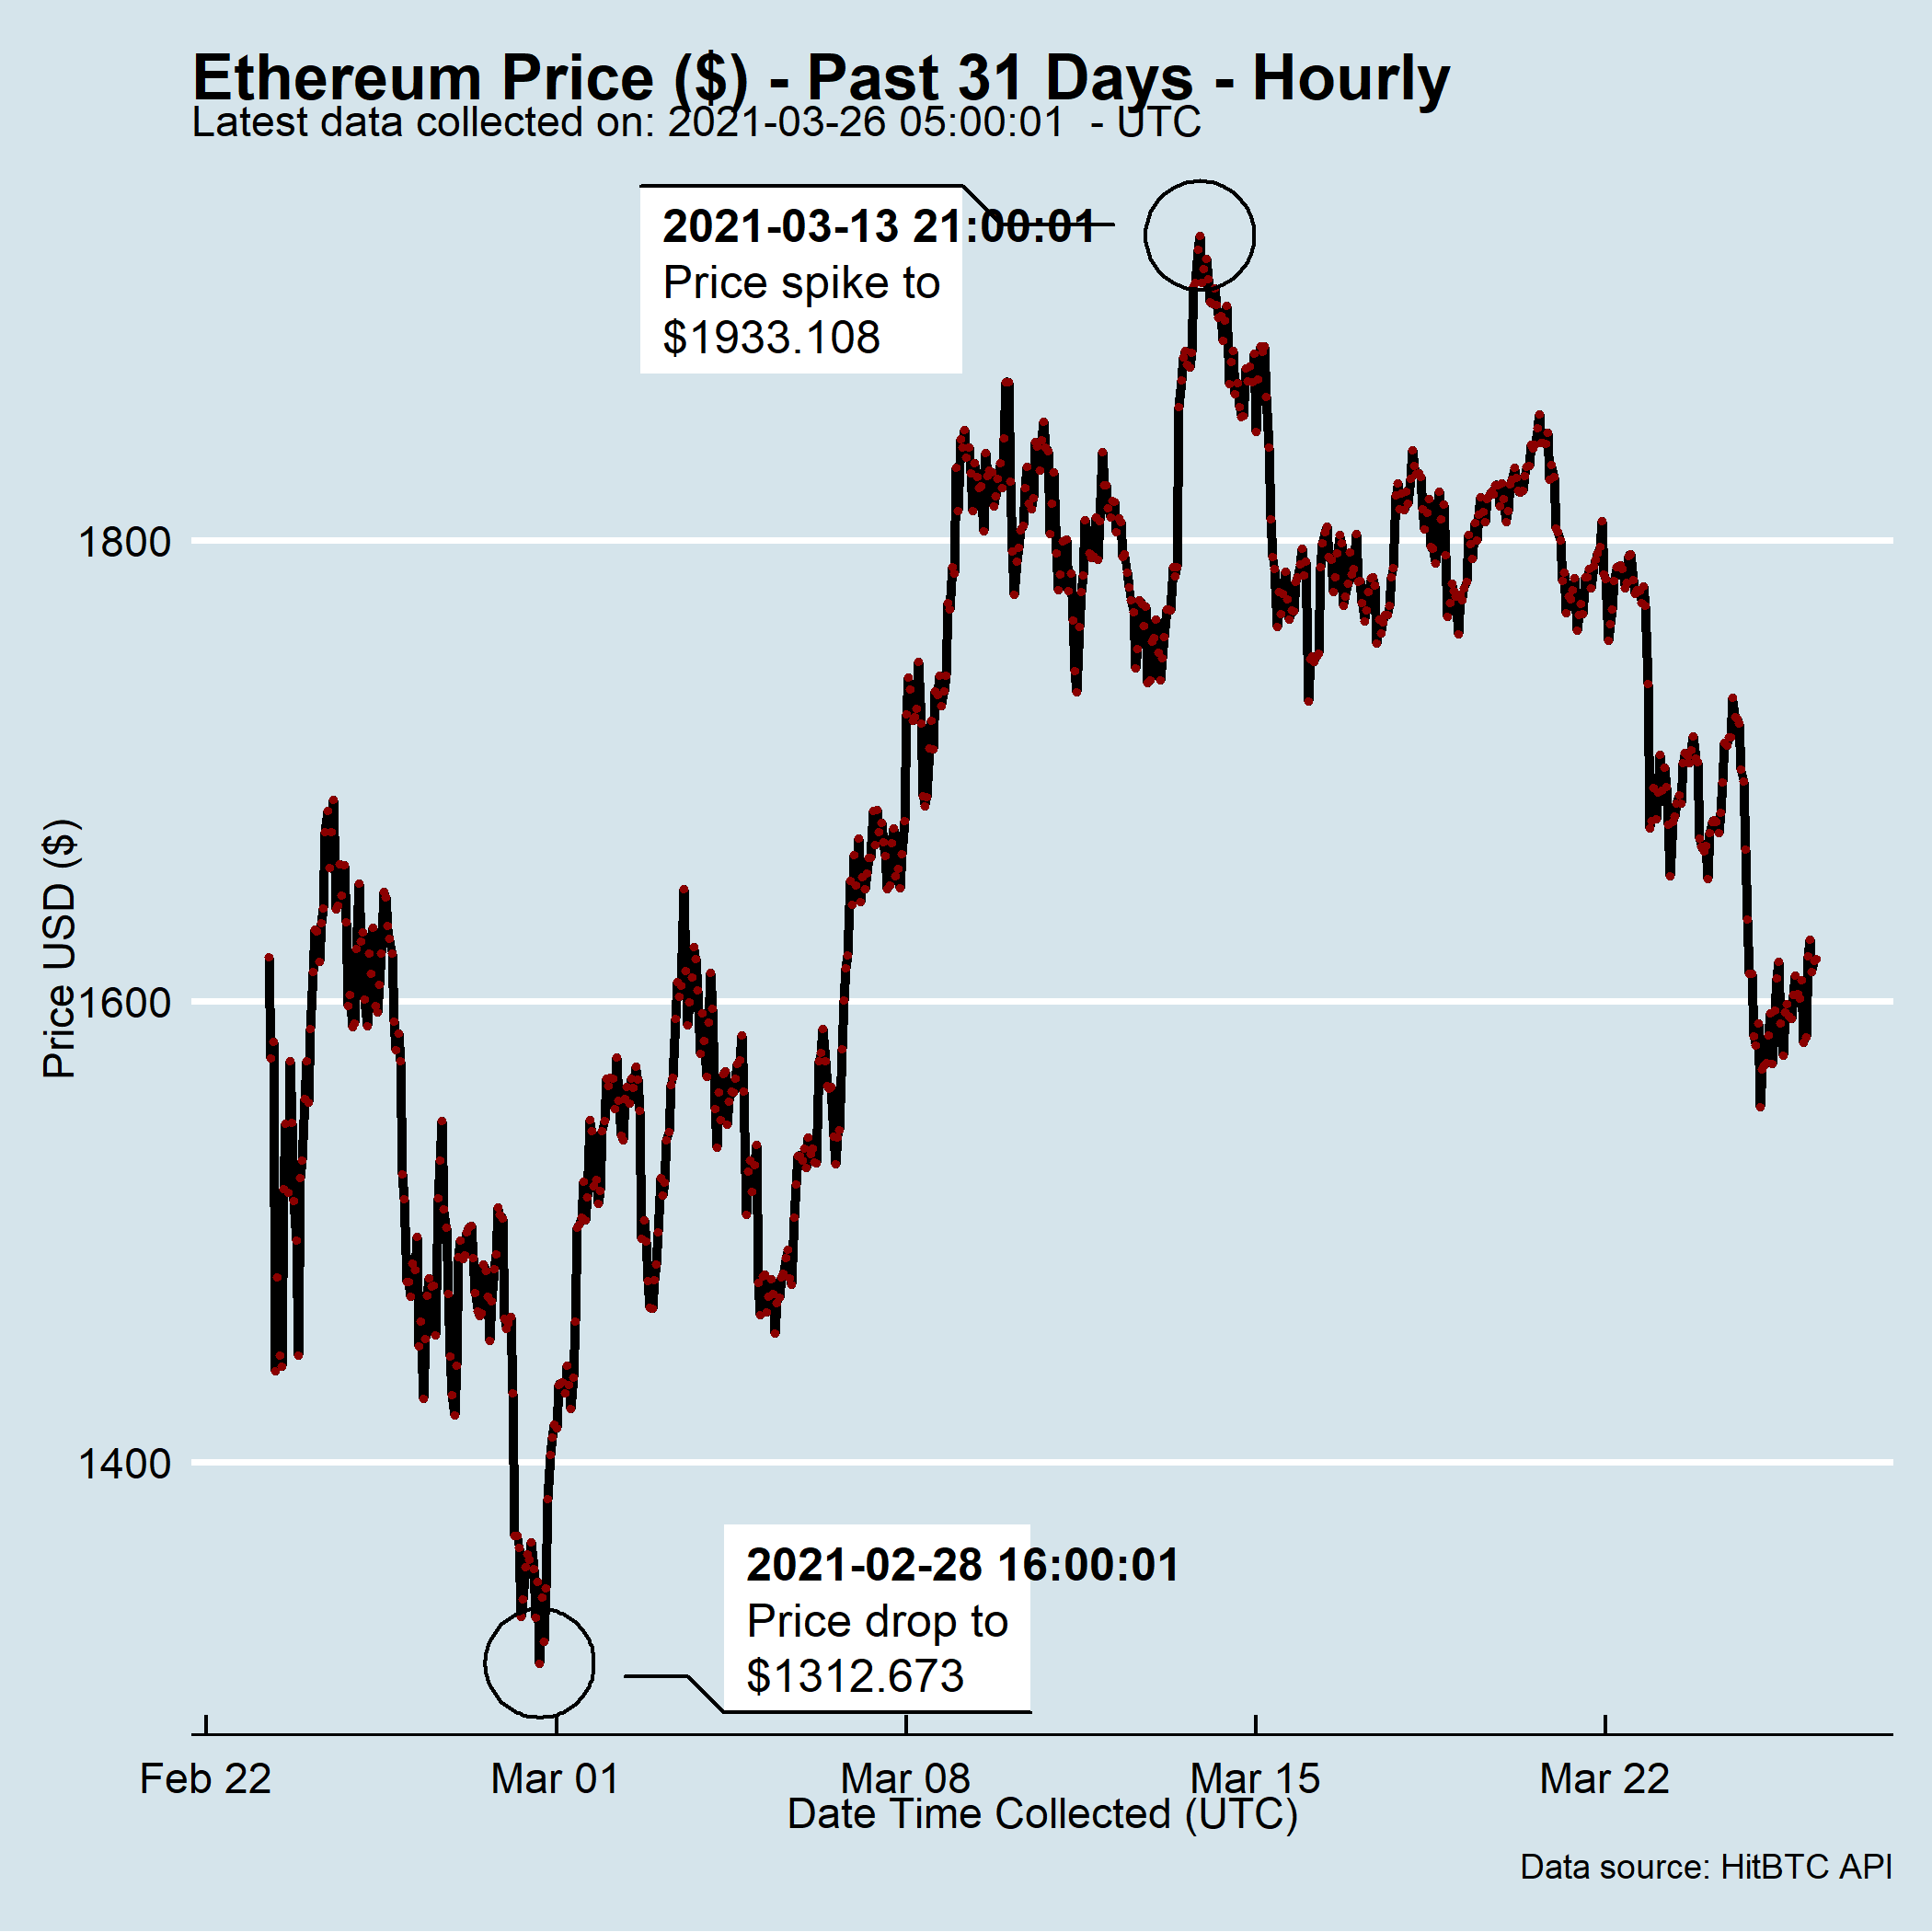 Ethereum Price ($) - Past 31 Days - Hourly
Latest data collected on: 2021-03-26 05:00:01  - UTC
2021-03-13 21:00:01
Price spike to
$1933.108
1800
1600
1400
Price USD ($)
2021-02-28 16:00:01
Price drop to
$1312.673
Feb 22
Mar 01
Mar 08
Mar 15
Mar 22
Date Time Collected (UTC)
Data source: HitBTC API